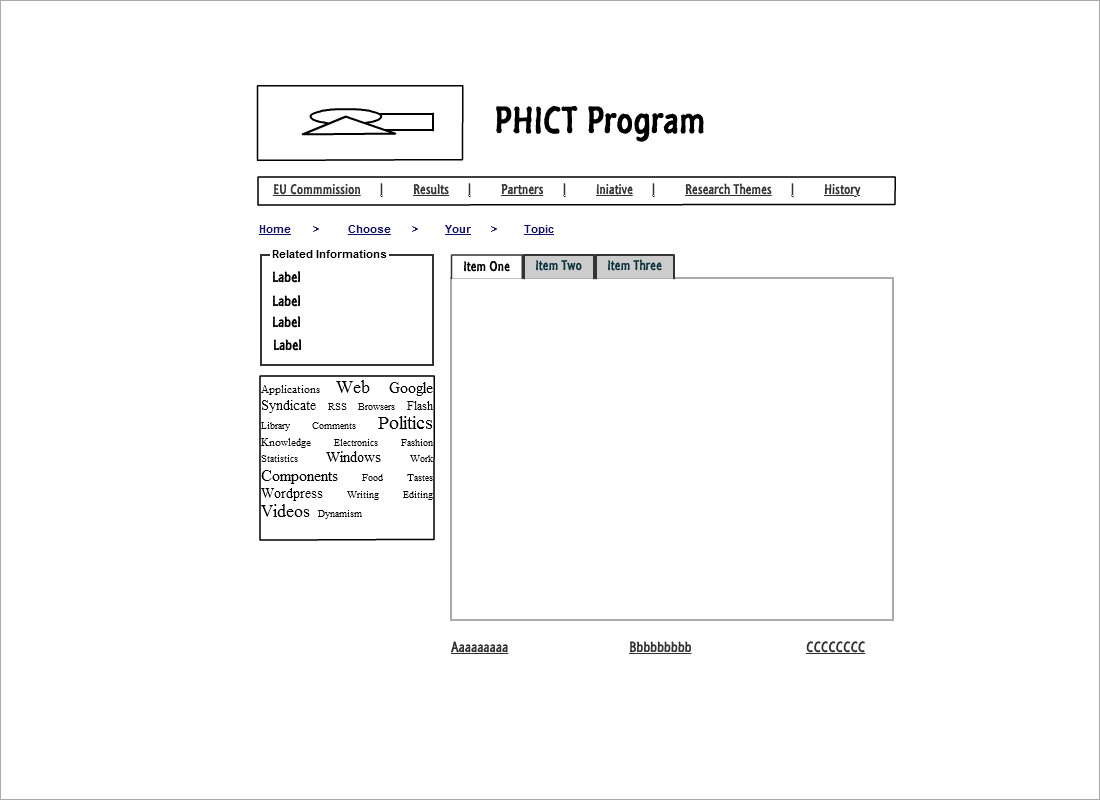 PHICT Program
EU Commmission | Results | Partners | Iniative | Research Themes | History
Home > Choose > Your > Topic
Related Informations
Label
Label
Label
Label
Applications Web Google
Syndicate RSS Browsers Flash
Library Comments Politics
Knowledge Electronics Fashion
Statistics Windows Work
Components Food Tastes
Wordpress Writing Editing
Videos Dynamism
Item One Item Two Item Three
Aaaaaaaaa Bbbbbbbbb CCCCCCCC